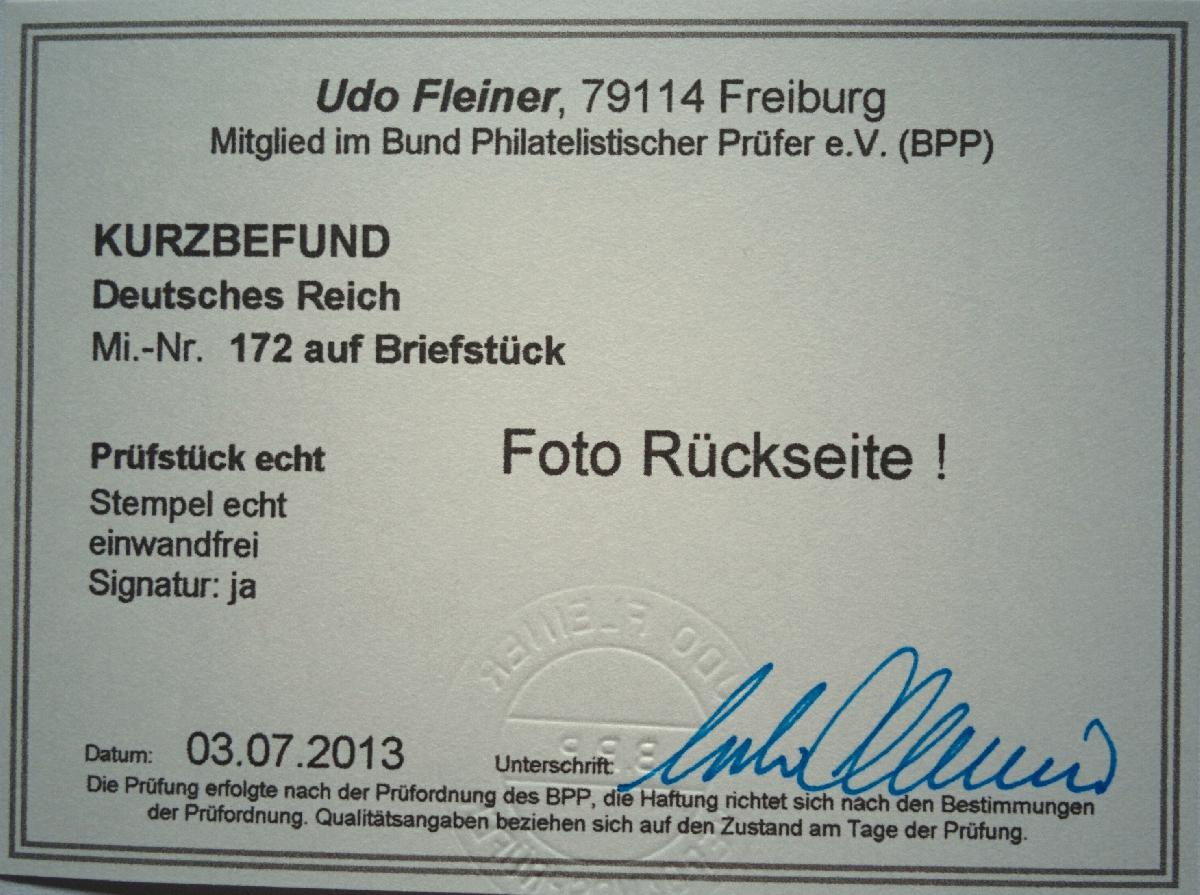 Udo Fleiner, 79114 Freiburg
Mitglied im Bund Philatelistischer Prüfer e.V. (BPP)
KURZBEFUND
Deutsches Reich
Mi.-Nr. 172 auf Briefstück
Prüfstück echt
Foto Rückseite !
Stempel echt
einwandfrei
Signatur: ja
Datum: 03.07.2013 Unterschrift:
Die Prüfung erfolgte nach der Prüfordnung des BPP, die Haftung richtet sich nach den Bestimmungen
der Prüfordnung. Qualitätsangaben beziehen sich auf den Zustand am Tage der Prüfung.